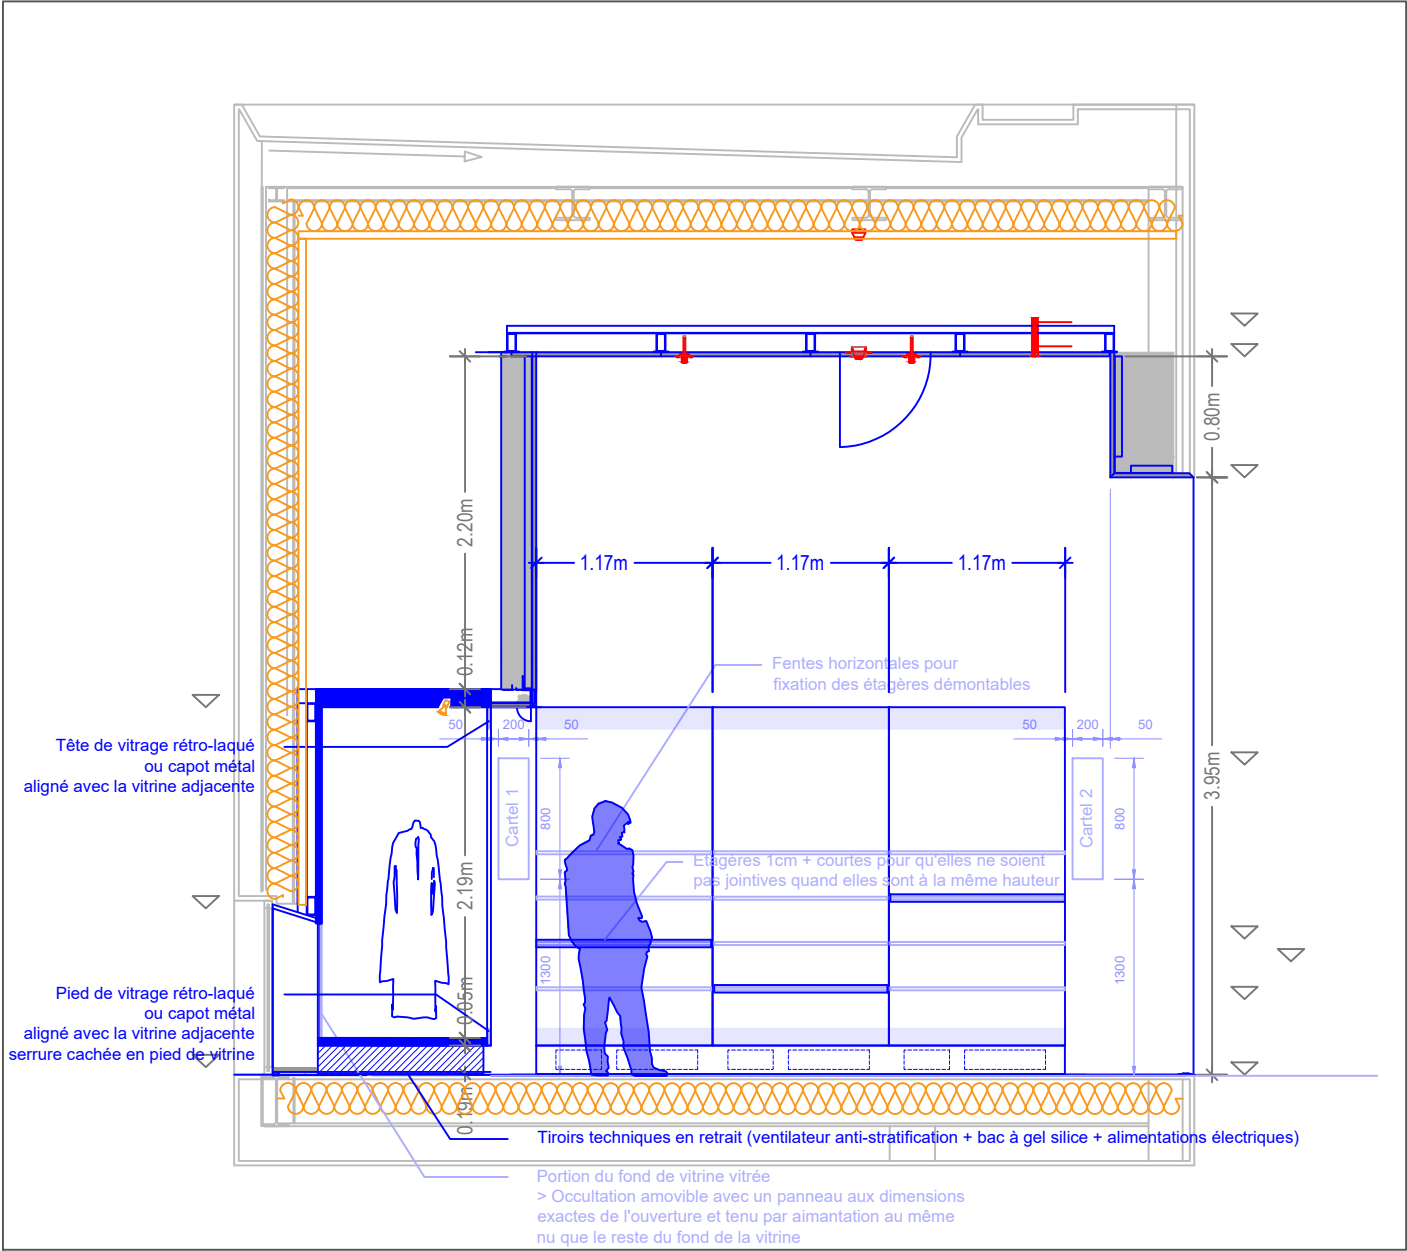 0.80m
2.20m
1.17m
1.17m
1.17m
0.12m
Fentes horizontales pour
fixation des étagères démontables
50
200
50
50
200
50
Tête de vitrage rétro-laqué
ou capot métal
aligné avec la vitrine adjacente
3.95m
Cartel 1
800
Cartel 2
800
Etagères 1cm + courtes pour qu'elles ne soient
pas jointives quand elles sont à la même hauteur
2.19m
1300
1300
Pied de vitrage rétro-laqué
ou capot métal
aligné avec la vitrine adjacente
serrure cachée en pied de vitrine
0.05m
0.19m
Tiroirs techniques en retrait (ventilateur anti-stratification + bac à gel silice + alimentations électriques)
Portion du fond de vitrine vitrée
> Occultation amovible avec un panneau aux dimensions
exactes de l'ouverture et tenu par aimantation au même
nu que le reste du fond de la vitrine